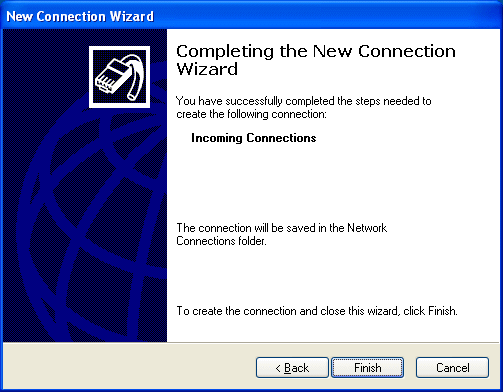 New Connection Wizard
Completing the New Connection
Wizard
You have successfully completed the steps needed to
create the following connection:
Incoming Connections
The connection will be saved in the Network
Connections folder.
To create the connection and close this wizard, click Finish.
< Back
Finish
Cancel